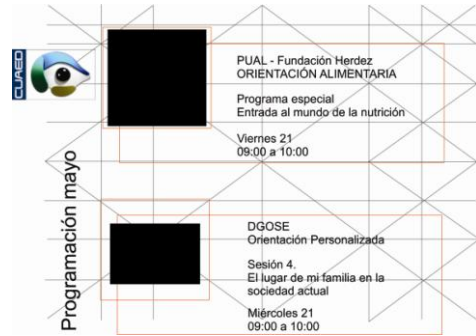 CUAED
PUAL - Fundación Herdez
ORIENTACIÓN ALIMENTARIA
Programa especial
Entrada al mundo de la nutrición
Viernes 21
09:00 a 10:00
Programación mayo
DGOSE
Orientación Personalizada
Sesión 4.
El lugar de mi familia en la
sociedad actual
Miércoles 21
09:00 a 10:00